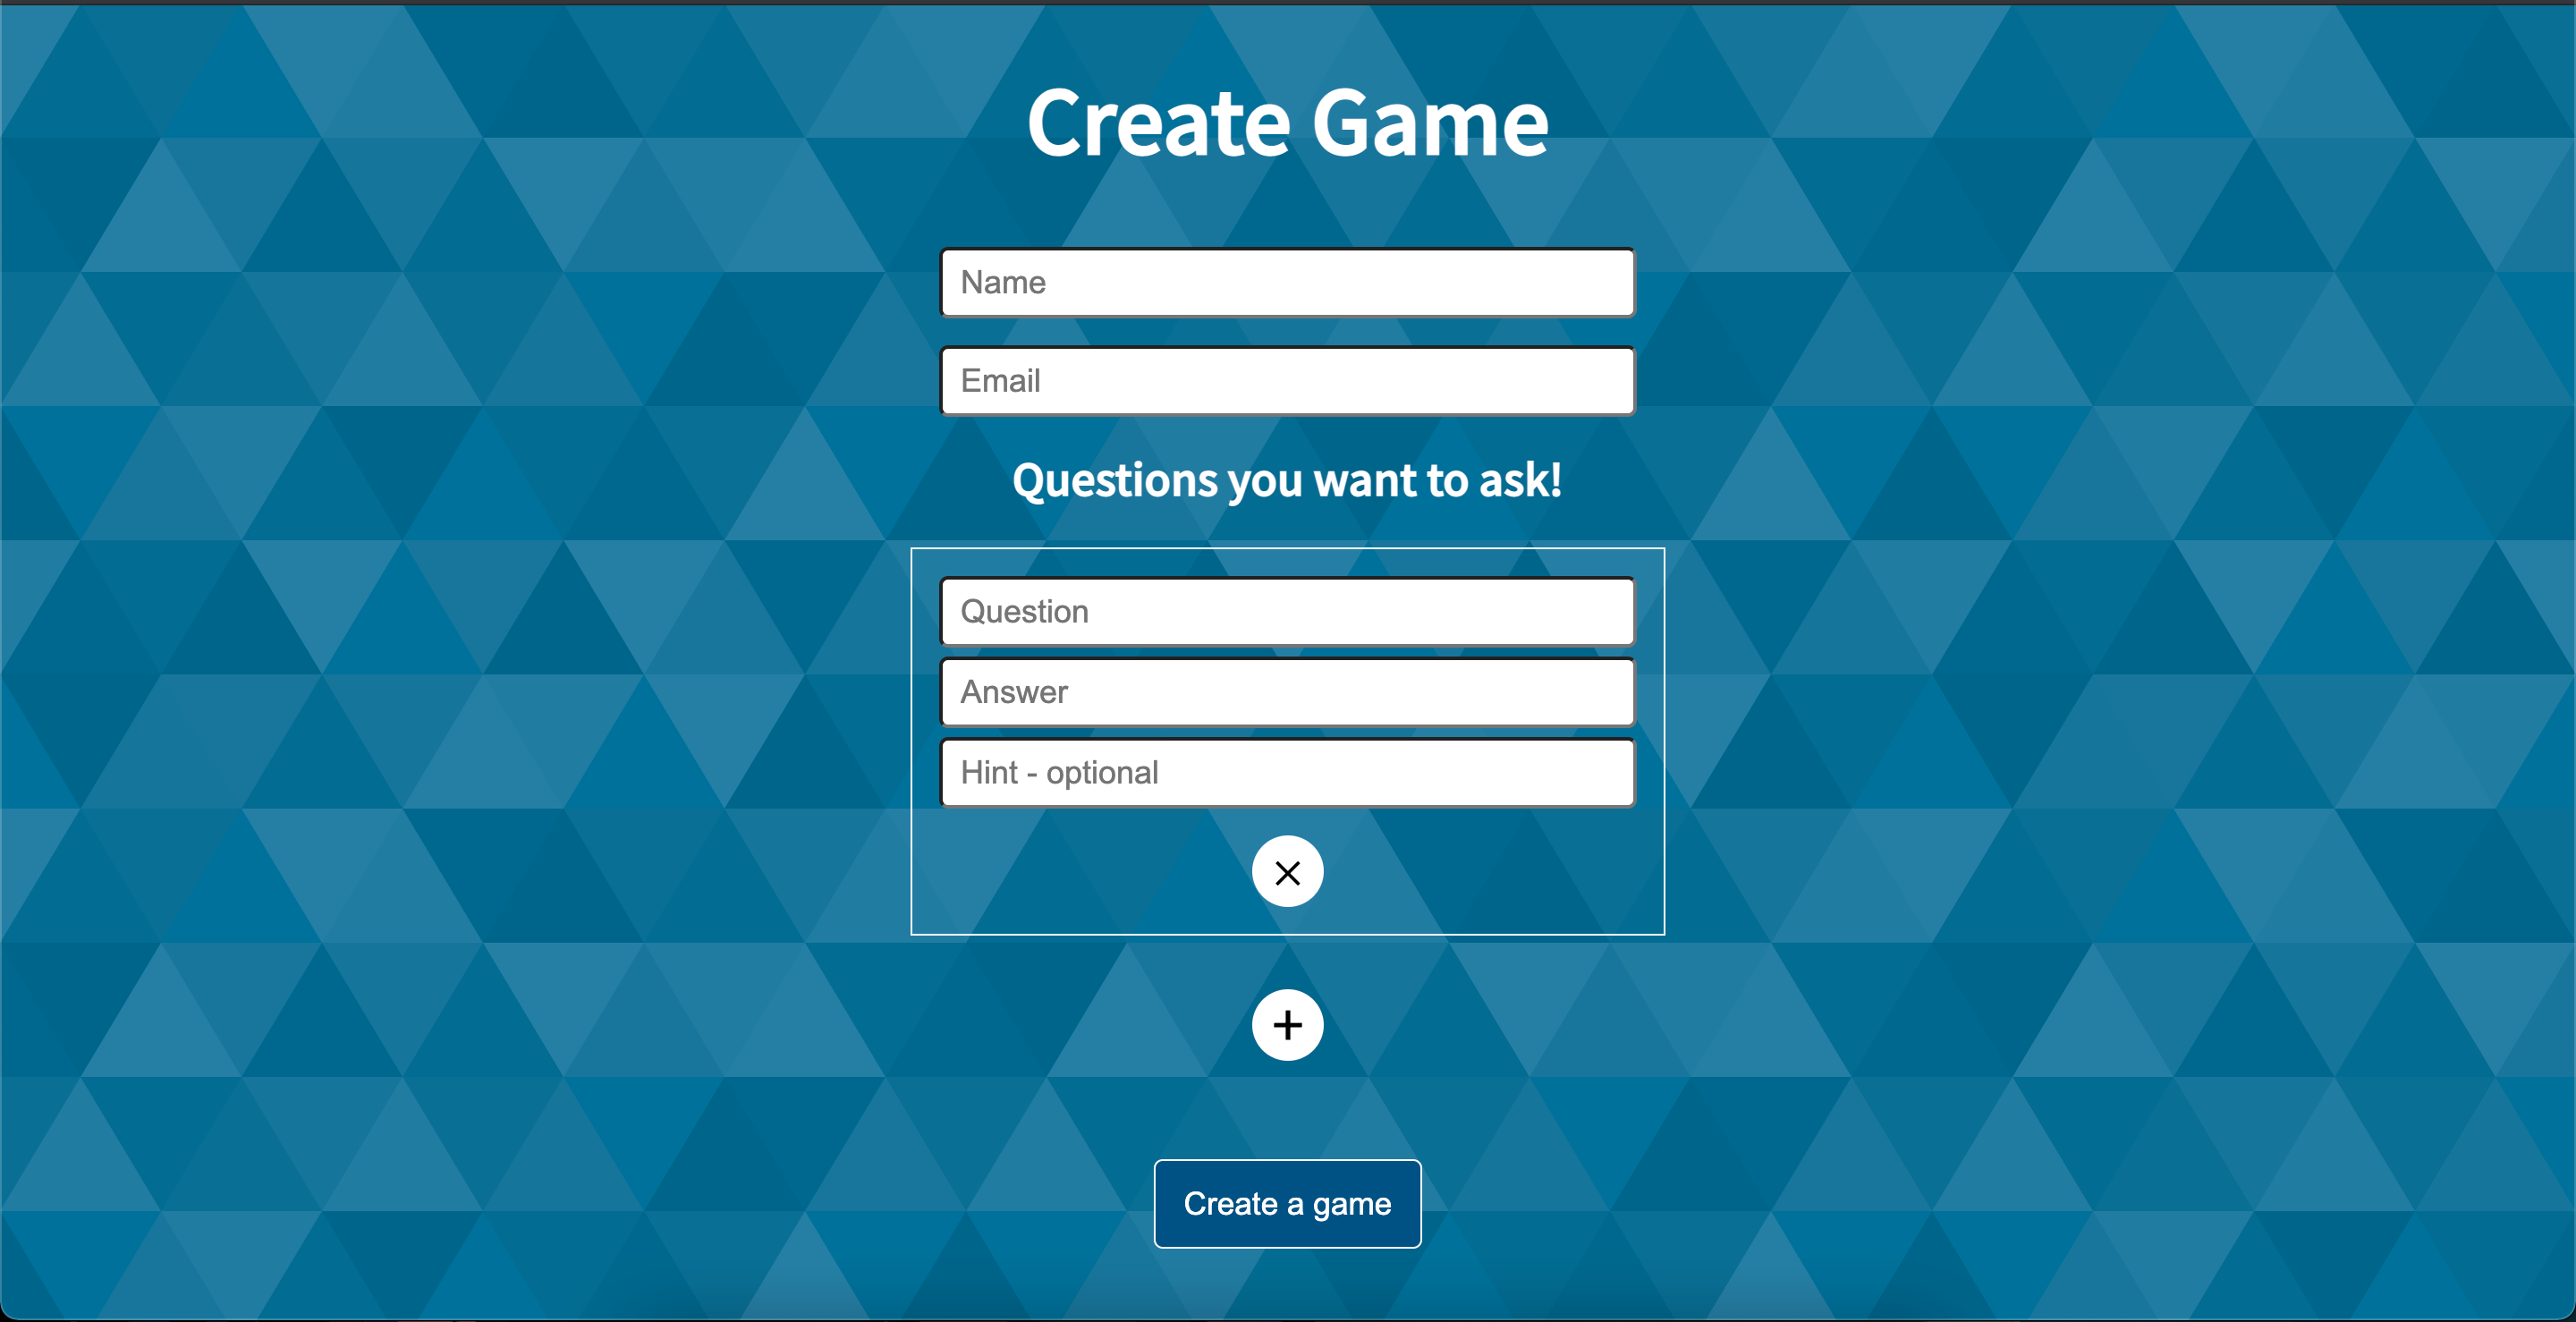 Create Game
Name
Email
Questions you want to ask!
Question
Answer
Hint - optional
Create a game